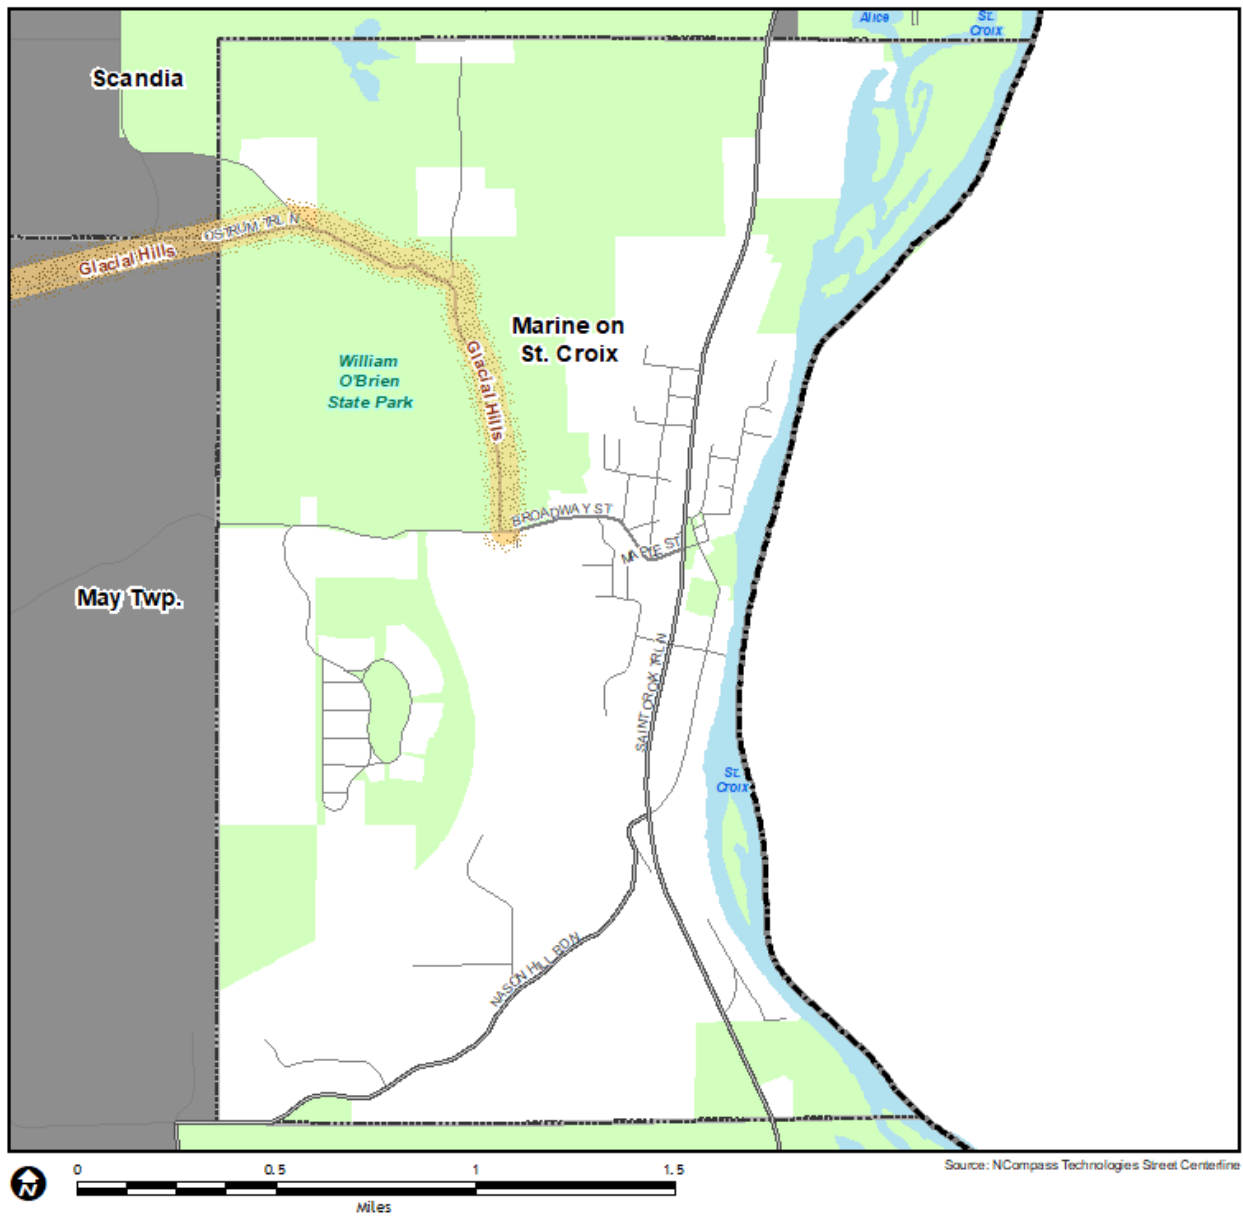 Alice
St.
Croix
Scandia
OSTRUM TRL N
Glacial Hills
Marine on
St. Croix
William
O'Brien
State Park
Glacial Hills
BROADWAY ST
MAPLE ST
May Twp.
SAINT CROIX TRL N
St.
Croix
NASON HILL RD N
0 0.5 1 1.5
Miles
Source: NCompass Technologies Street Centerline
N